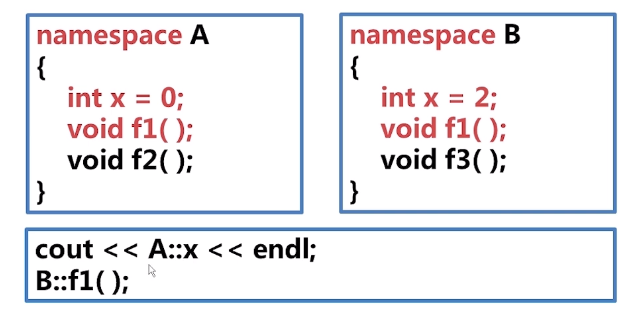 namespace A
{
int x = 0;
void f1( );
void f2( );
}
namespace B
{
int x = 2;
void f1( );
void f3( );
}
cout << A::x << endl;
B::f1( );